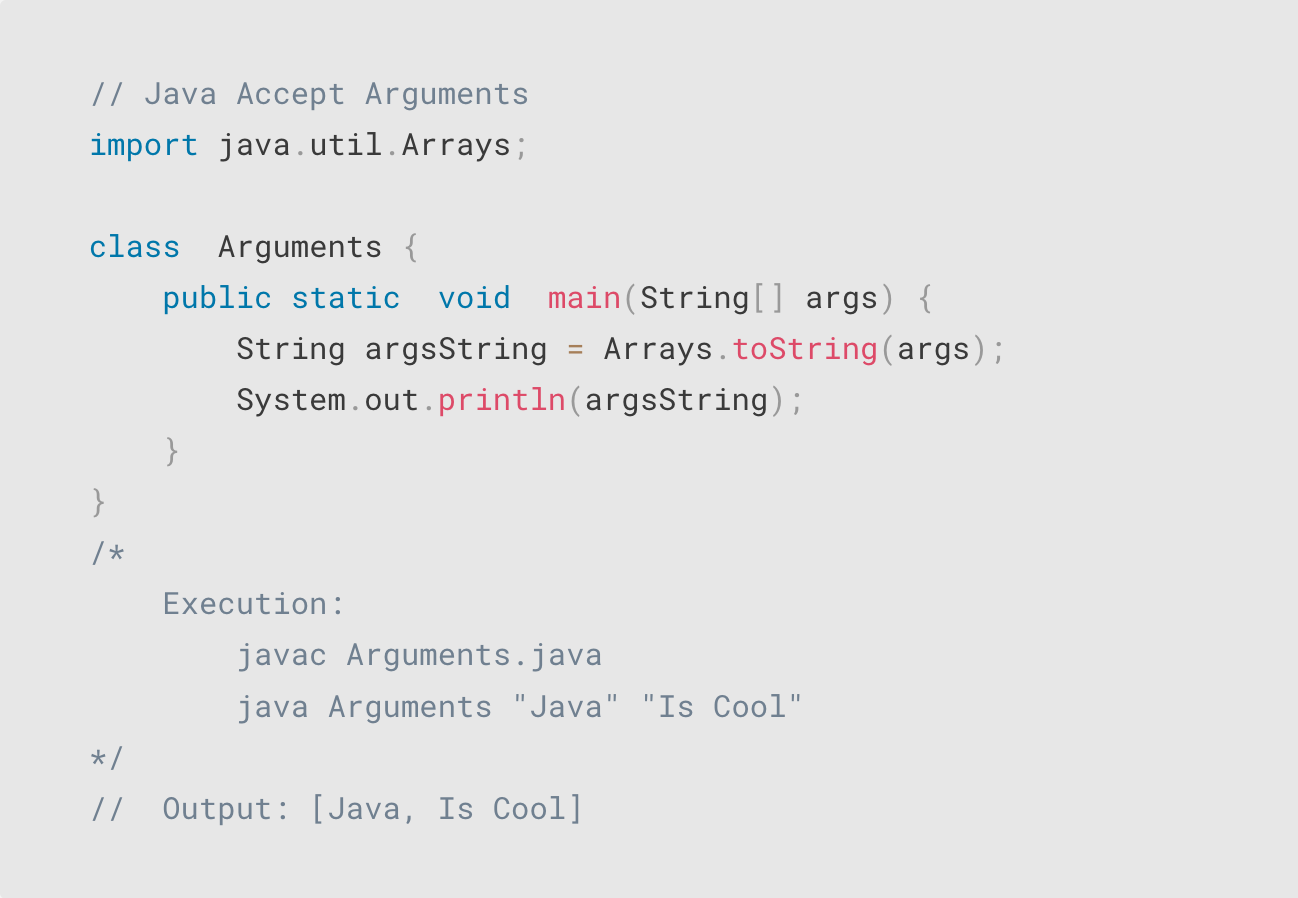 // Java Accept Arguments
import java.util.Arrays;

class  Arguments {
    public static  void  main(String[] args) {
        String argsString = Arrays.toString(args);
        System.out.println(argsString);
    }
}
/*
    Execution:
        javac Arguments.java
        java Arguments "Java" "Is Cool"
*/
//  Output: [Java, Is Cool]